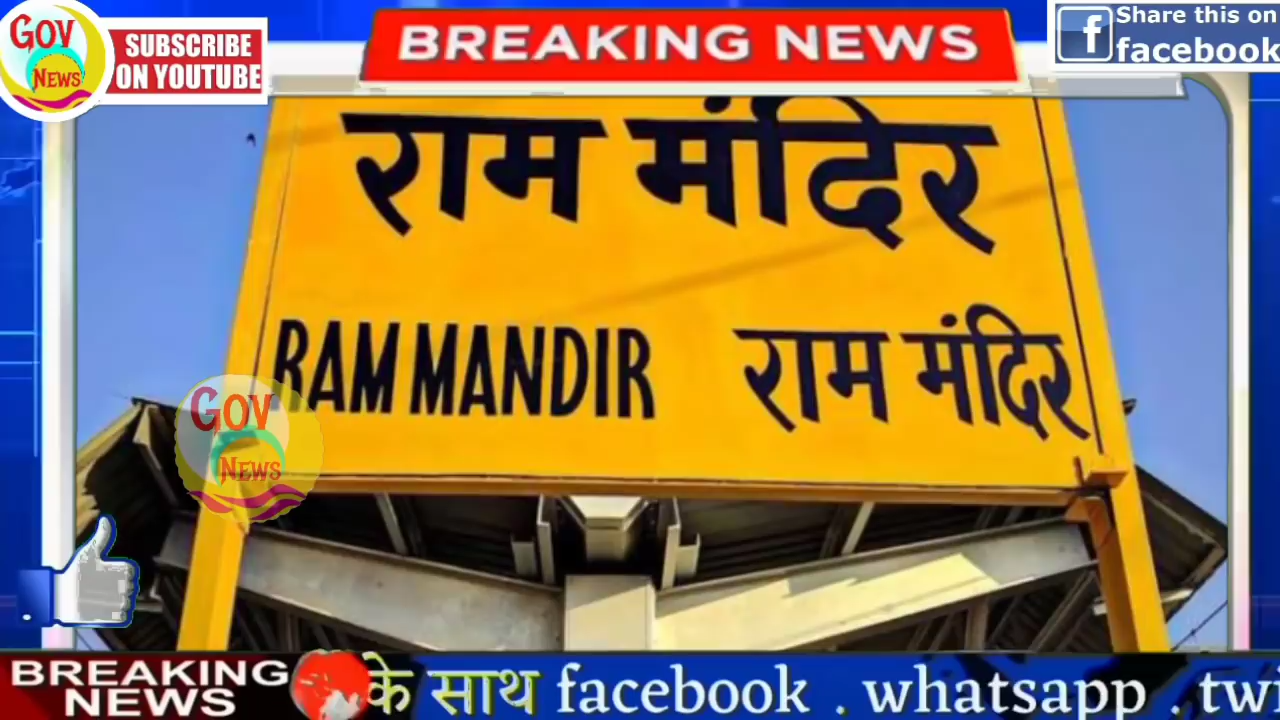 GOV
NEWS
SUBSCRIBE
ON YOUTUBE
BREAKING NEWS
Share this on
facebook
राम मंदिर
RAM MANDIR राम मंदिर
GOV
NEWS
BREAKING
NEWS
के साथ facebook . whatsapp . twi